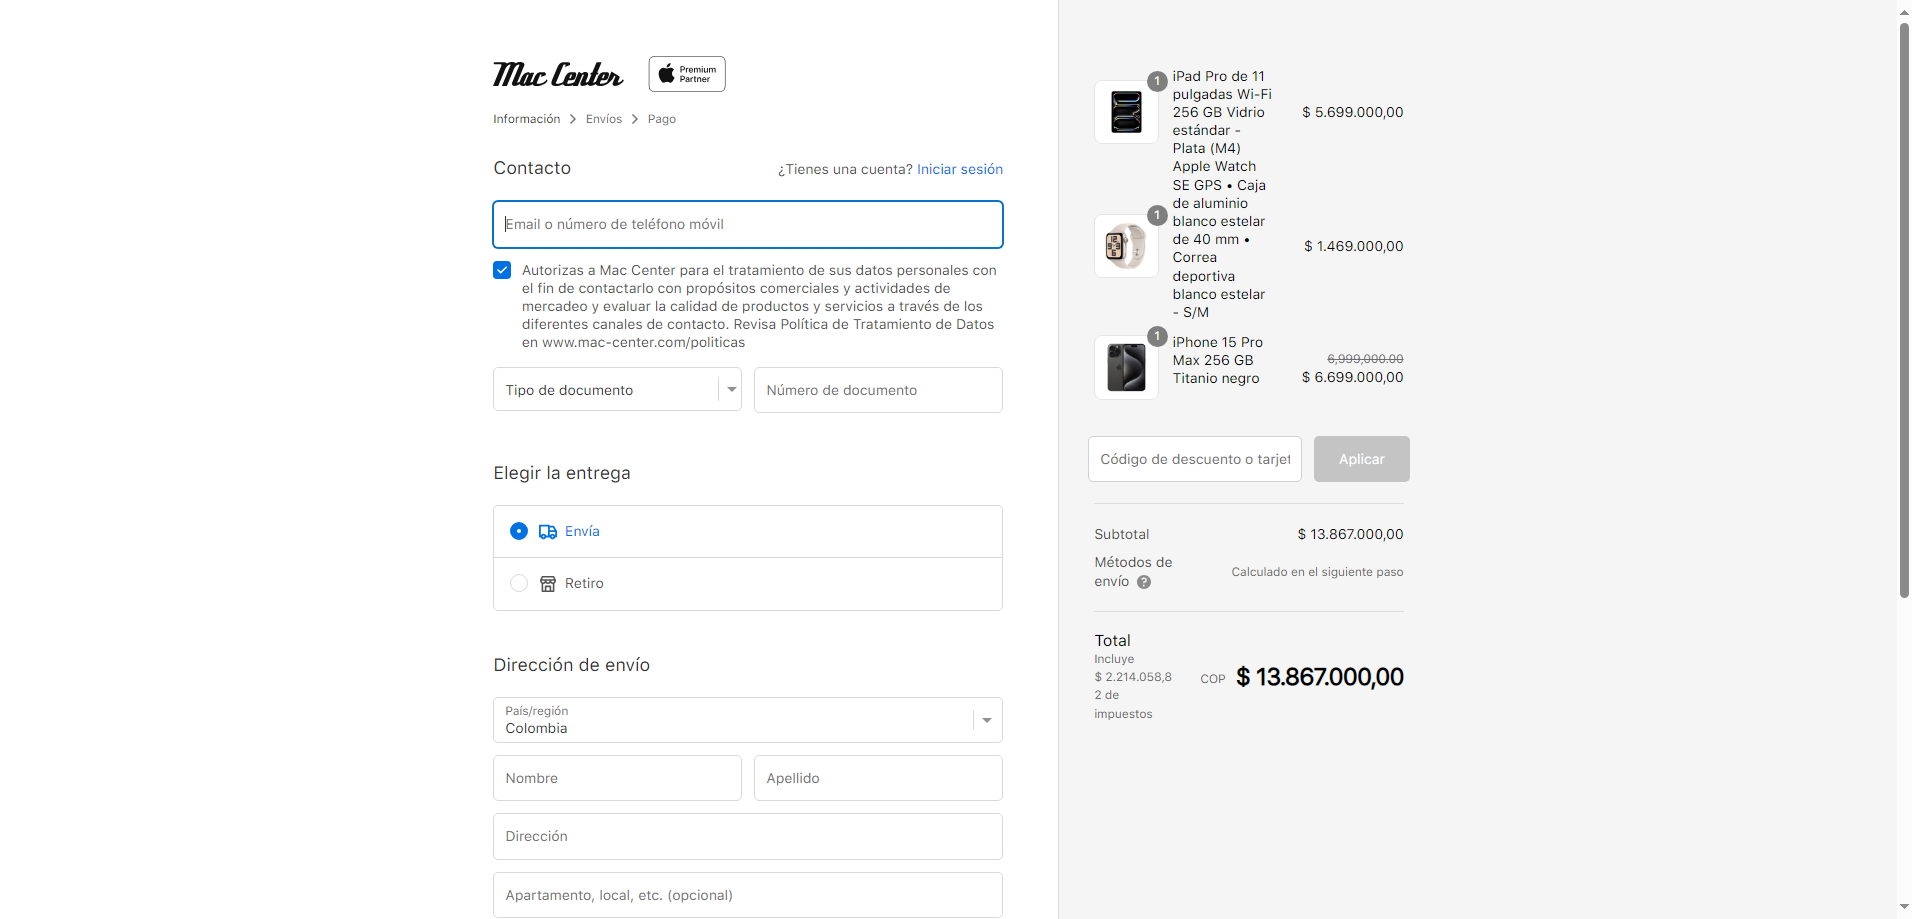 Mac Center
Premium
Partner
Información
Envíos
Pago
Contacto
¿Tienes una cuenta? Iniciar sesión
Email o número de teléfono móvil
Autorizas a Mac Center para el tratamiento de sus datos personales con
el fin de contactarlo con propósitos comerciales y actividades de
mercadeo y evaluar la calidad de productos y servicios a través de los
diferentes canales de contacto. Revisa Política de Tratamiento de Datos
en www.mac-center.com/politicas
Tipo de documento
Número de documento
Elegir la entrega
Envía
Retiro
Dirección de envío
País/región
Colombia
Nombre
Apellido
Dirección
Apartamento, local, etc. (opcional)
1
iPad Pro de 11
pulgadas Wi-Fi
256 GB Vidrio
estándar -
Plata (M4)
$ 5.699.000,00
1
Apple Watch
SE GPS • Caja
de aluminio
blanco estelar
de 40 mm •
Correa
deportiva
blanco estelar
- S/M
$ 1.469.000,00
1
iPhone 15 Pro
Max 256 GB
Titanio negro
6,999,000.00
$ 6.699.000,00
Código de descuento o tarjet
Aplicar
Subtotal
$ 13.867.000,00
Métodos de
envío ?
Calculado en el siguiente paso
Total
Incluye
$ 2.214.058,8
2 de
impuestos
COP $ 13.867.000,00